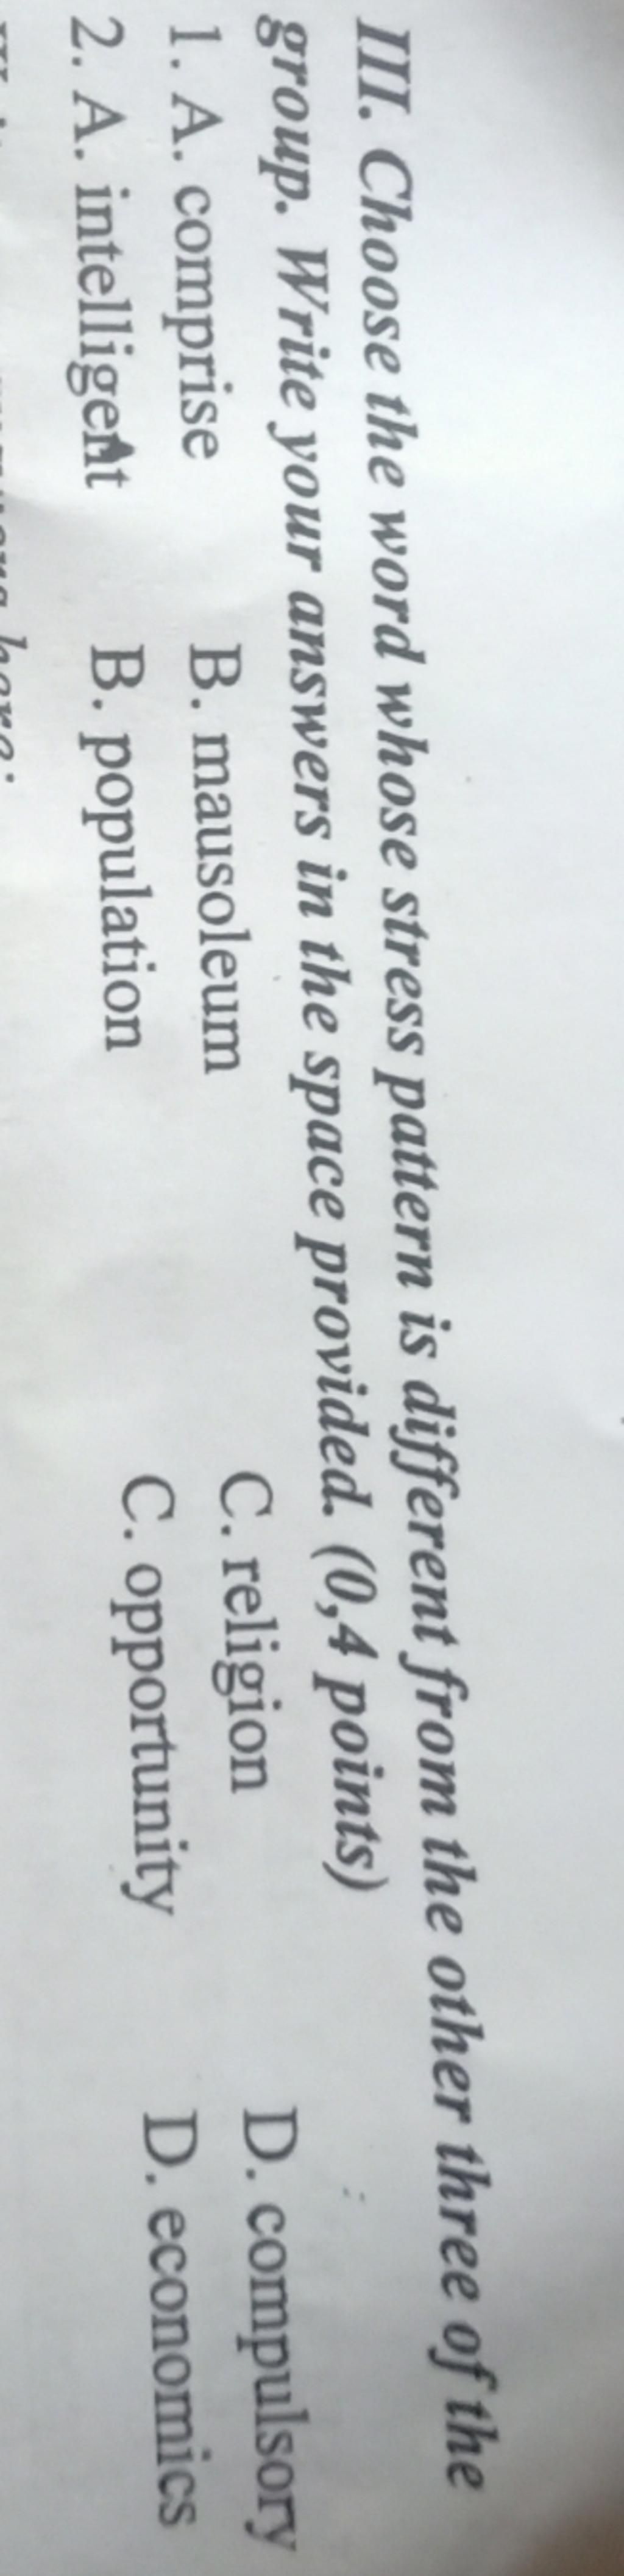 III. Choose the word whose stress pattern is different from the other three of the
group. Write your answers in the space provided. (0,4 points)
1. A. comprise B. mausoleum C. religion D. compulsory
2. A. intelligent B. population C. opportunity D. economics
here: